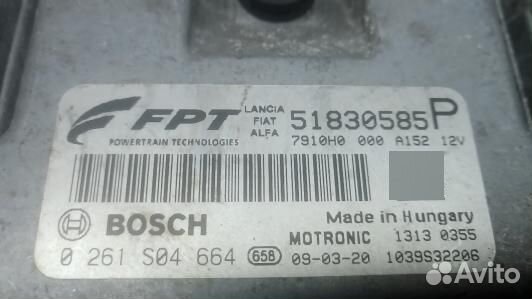 FPT
POWERTRAIN TECHNOLOGIES
LANCIA
FIAT
ALFA
51830585P
7910H0 000 A152 12V
BOSCH
Made in Hungary
0 261 S04 664 658
MOTRONIC 1313 0355
09-03-20 1039S32206
Avito